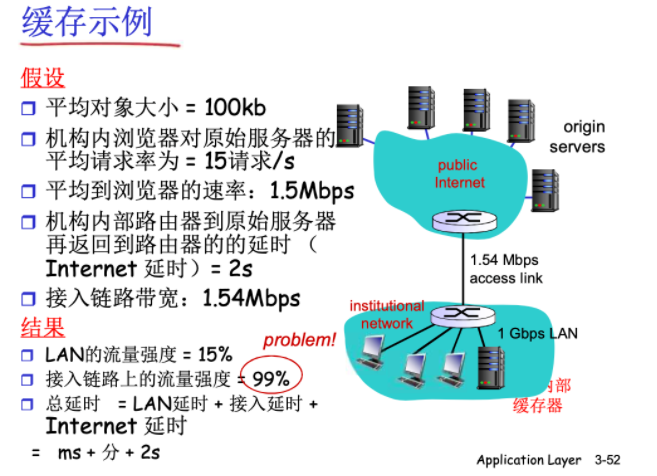 缓存示例
假设
平均对象大小 = 100kb
机构内浏览器对原始服务器的
平均请求率为 = 15请求/s
平均到浏览器的速率：1.5Mbps
机构内部路由器到原始服务器
再返回到路由器的的延时（
Internet 延时）= 2s
接入链路带宽：1.54Mbps
结果
LAN的流量强度 = 15%
接入链路上的流量强度 = 99%
总延时 = LAN延时 + 接入延时 +
Internet 延时
= ms + 分 + 2s
problem!
origin
servers
public
Internet
1.54 Mbps
access link
institutional
network
1 Gbps LAN
内部
缓存器
Application Layer 3-52